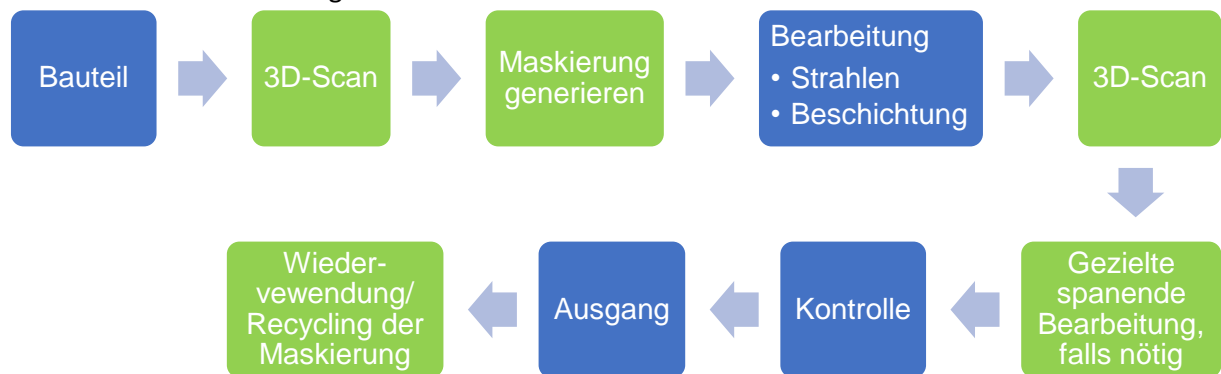 Bauteil
3D-Scan
Maskierung
generieren
Bearbeitung
• Strahlen
• Beschichtung
3D-Scan
Gezielte
spanende
Bearbeitung,
falls nötig
Kontrolle
Ausgang
Wieder-
vewendung/
Recycling der
Maskierung